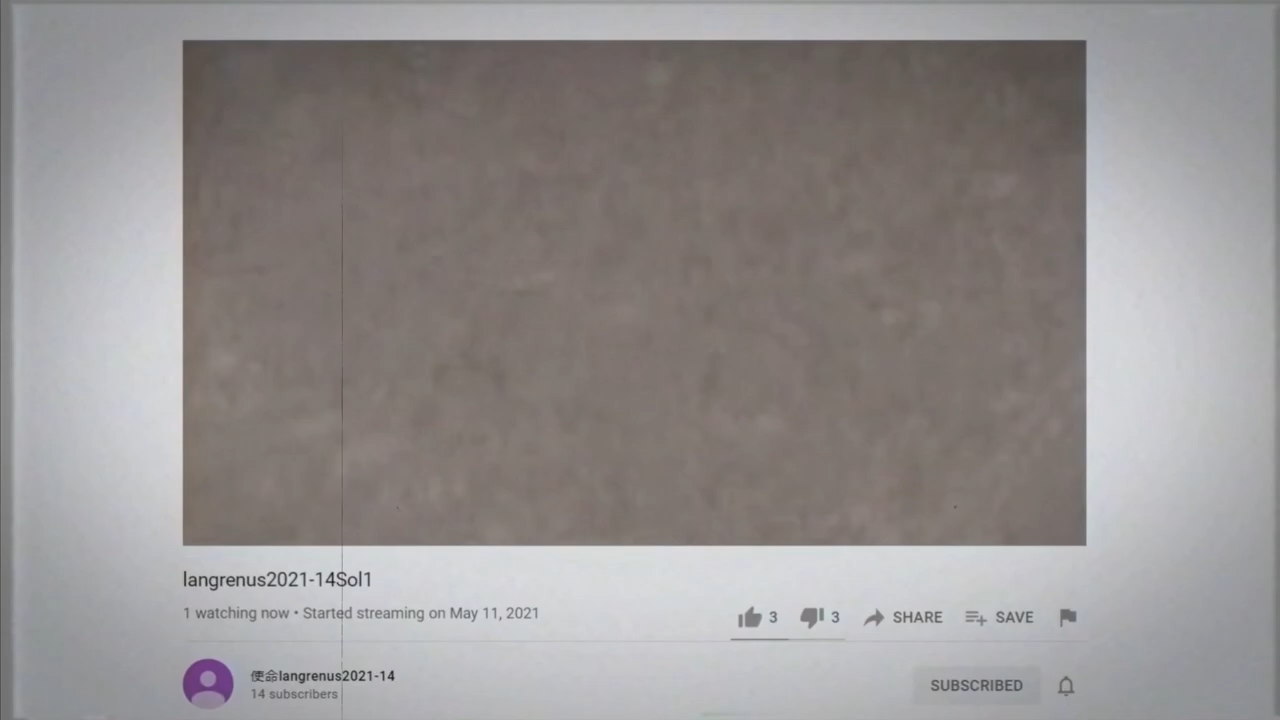 langrenus2021-14Sol1
1 watching now • Started streaming on May 11, 2021
3
3
SHARE
SAVE
使命langrenus2021-14
14 subscribers
SUBSCRIBED